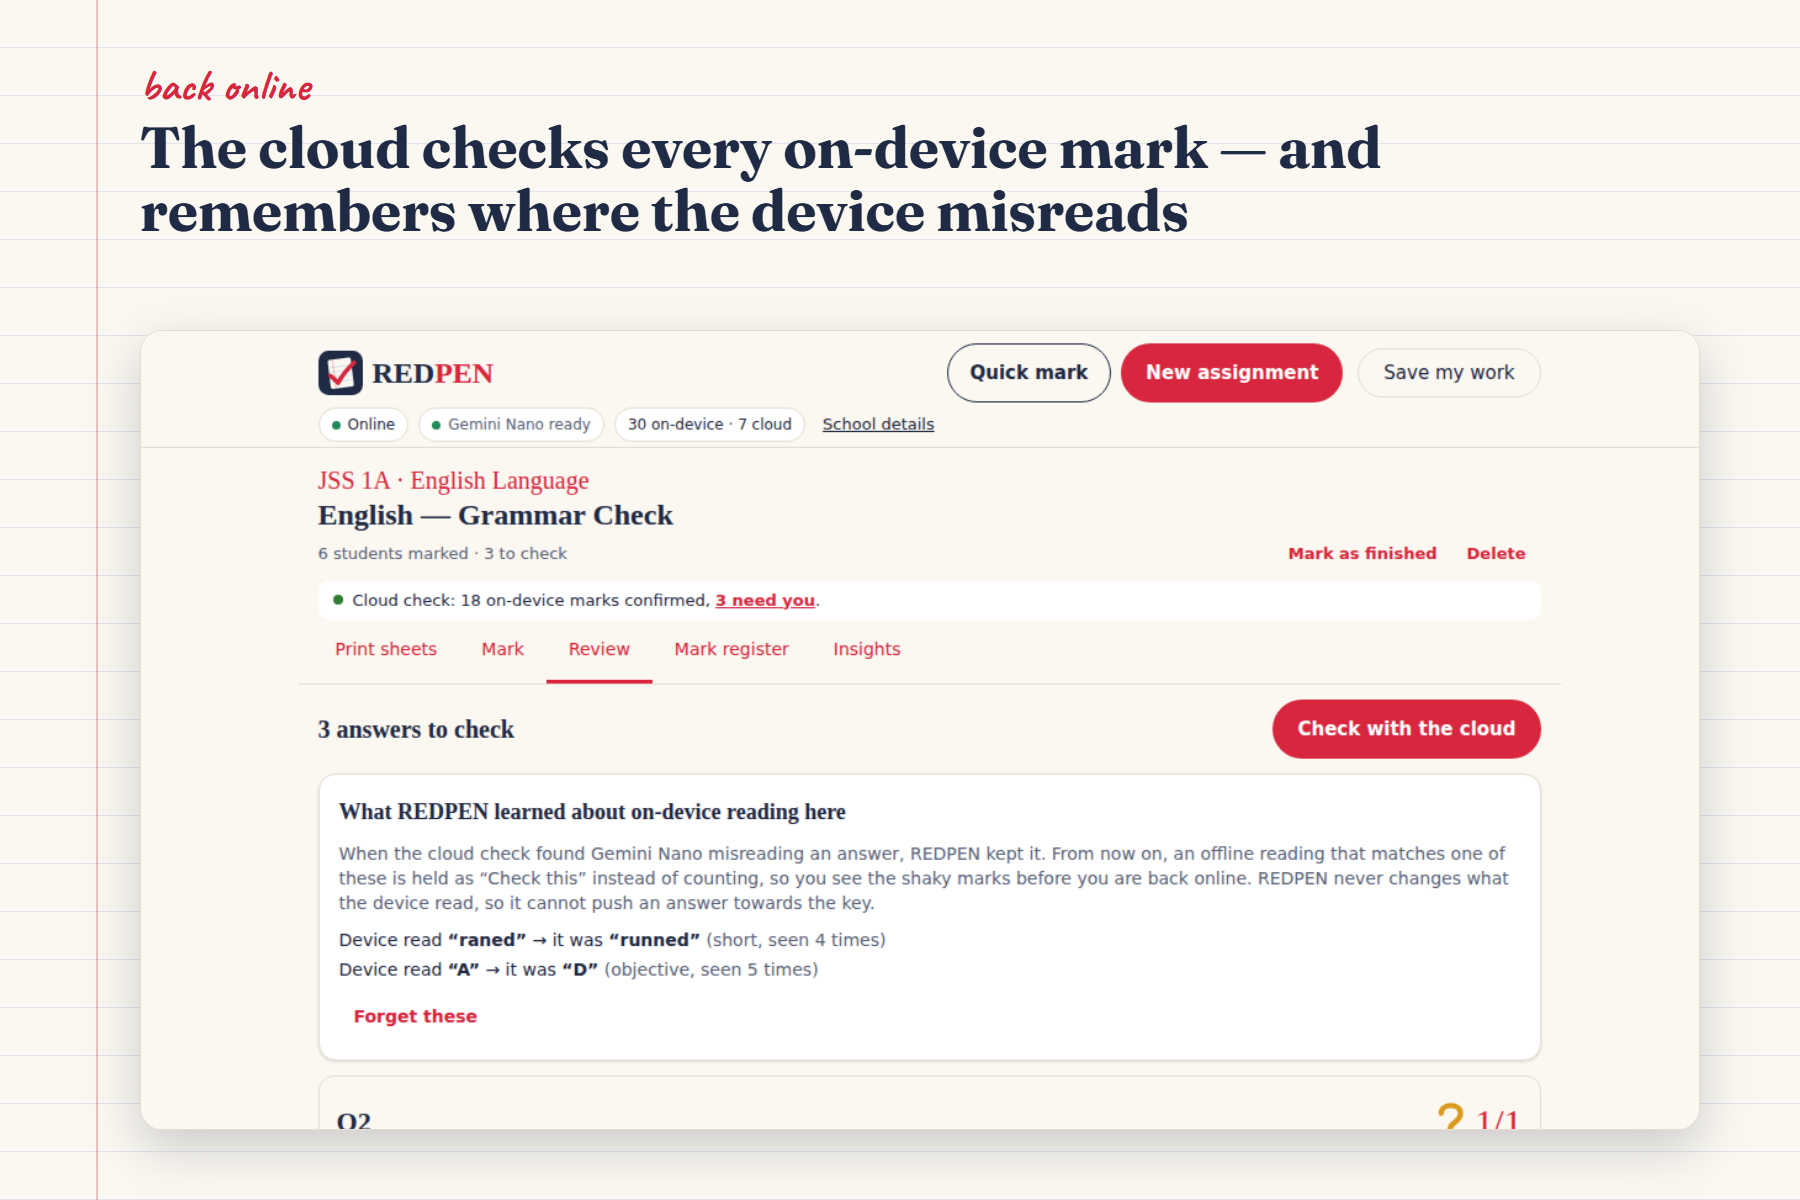 back online
The cloud checks every on-device mark — and
remembers where the device misreads
REDPEN
Quick mark
New assignment
Save my work
Online
Gemini Nano ready
30 on-device · 7 cloud
School details
JSS 1A · English Language
English — Grammar Check
6 students marked · 3 to check
Mark as finished
Delete
Cloud check: 18 on-device marks confirmed, 3 need you.
Print sheets
Mark
Review
Mark register
Insights
3 answers to check
Check with the cloud
What REDPEN learned about on-device reading here
When the cloud check found Gemini Nano misreading an answer, REDPEN kept it. From now on, an offline reading that matches one of
these is held as “Check this” instead of counting, so you see the shaky marks before you are back online. REDPEN never changes what
the device read, so it cannot push an answer towards the key.
Device read “raned” → it was “runned” (short, seen 4 times)
Device read “A” → it was “D” (objective, seen 5 times)
Forget these
Q2
? 1/1